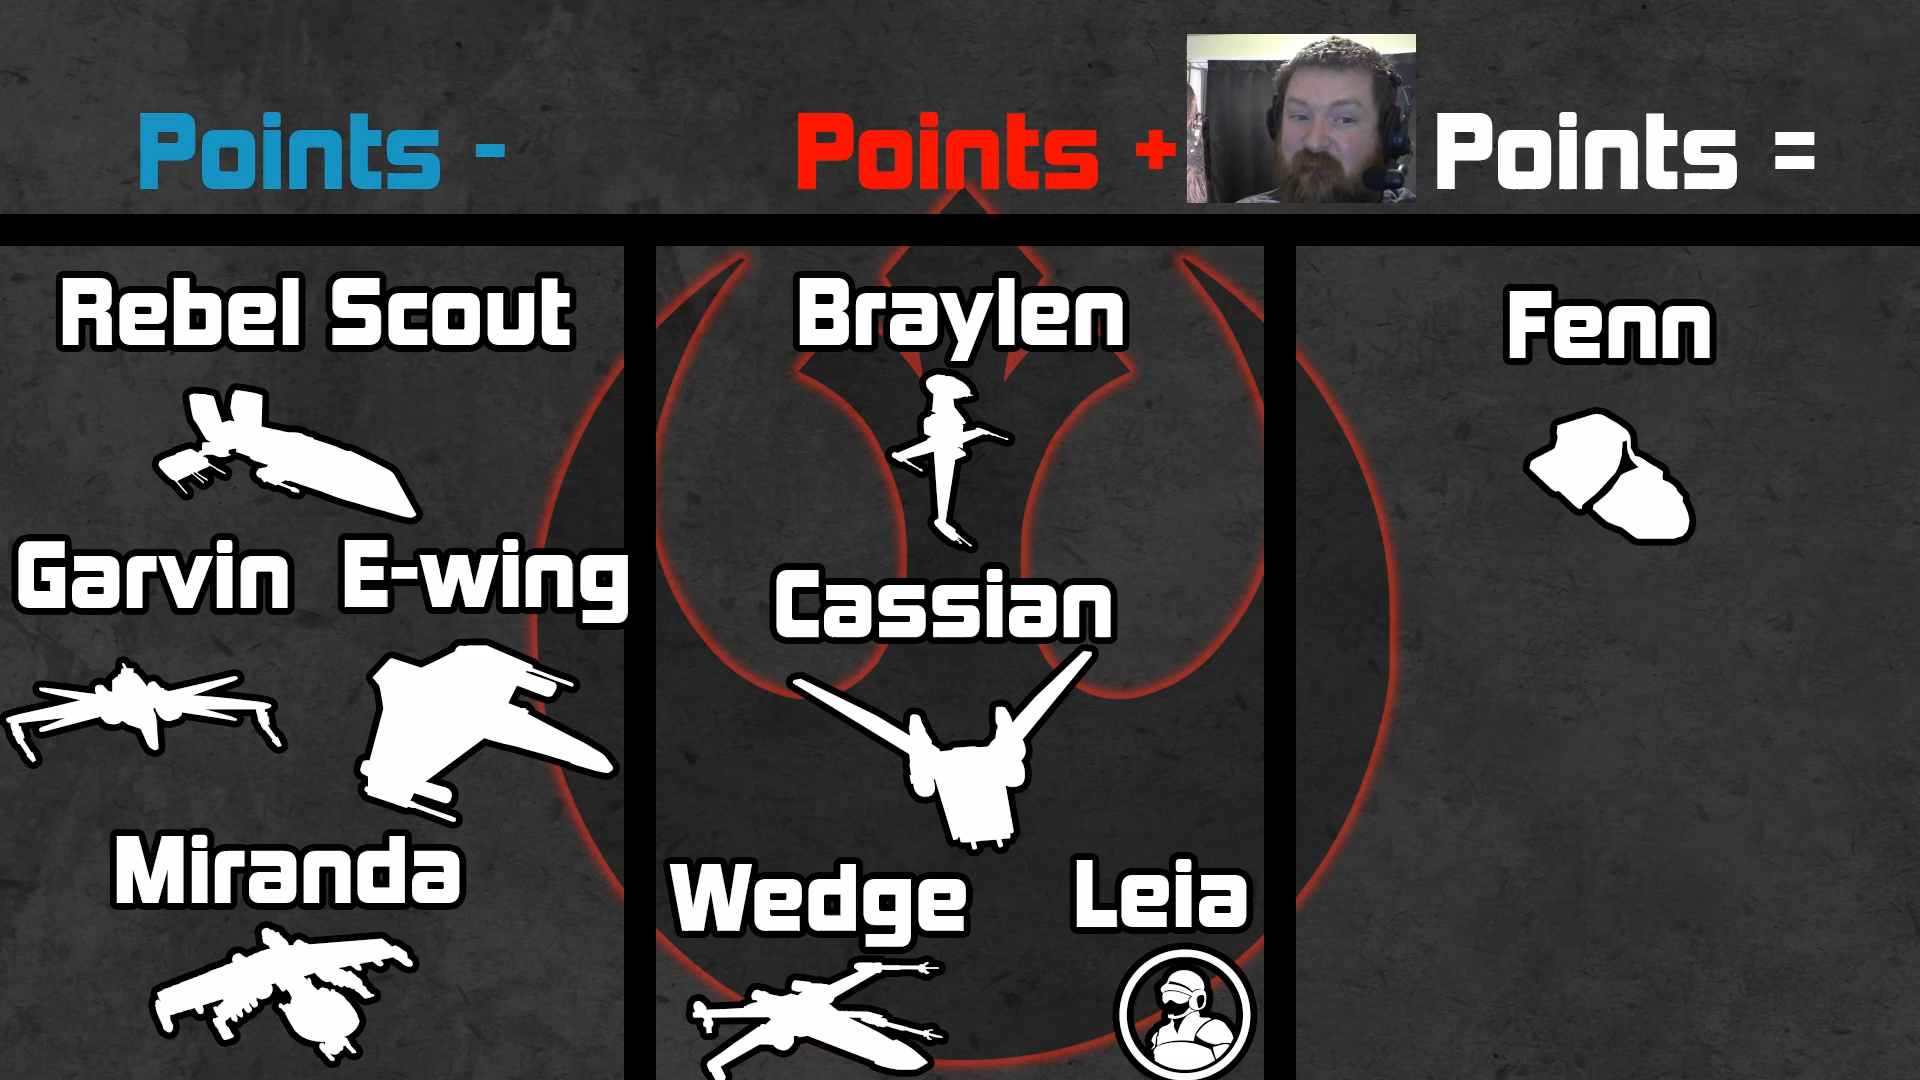 Points -
Points +
Points =
Rebel Scout
Garvin
E-wing
Miranda
Braylen
Cassian
Wedge
Leia
Fenn